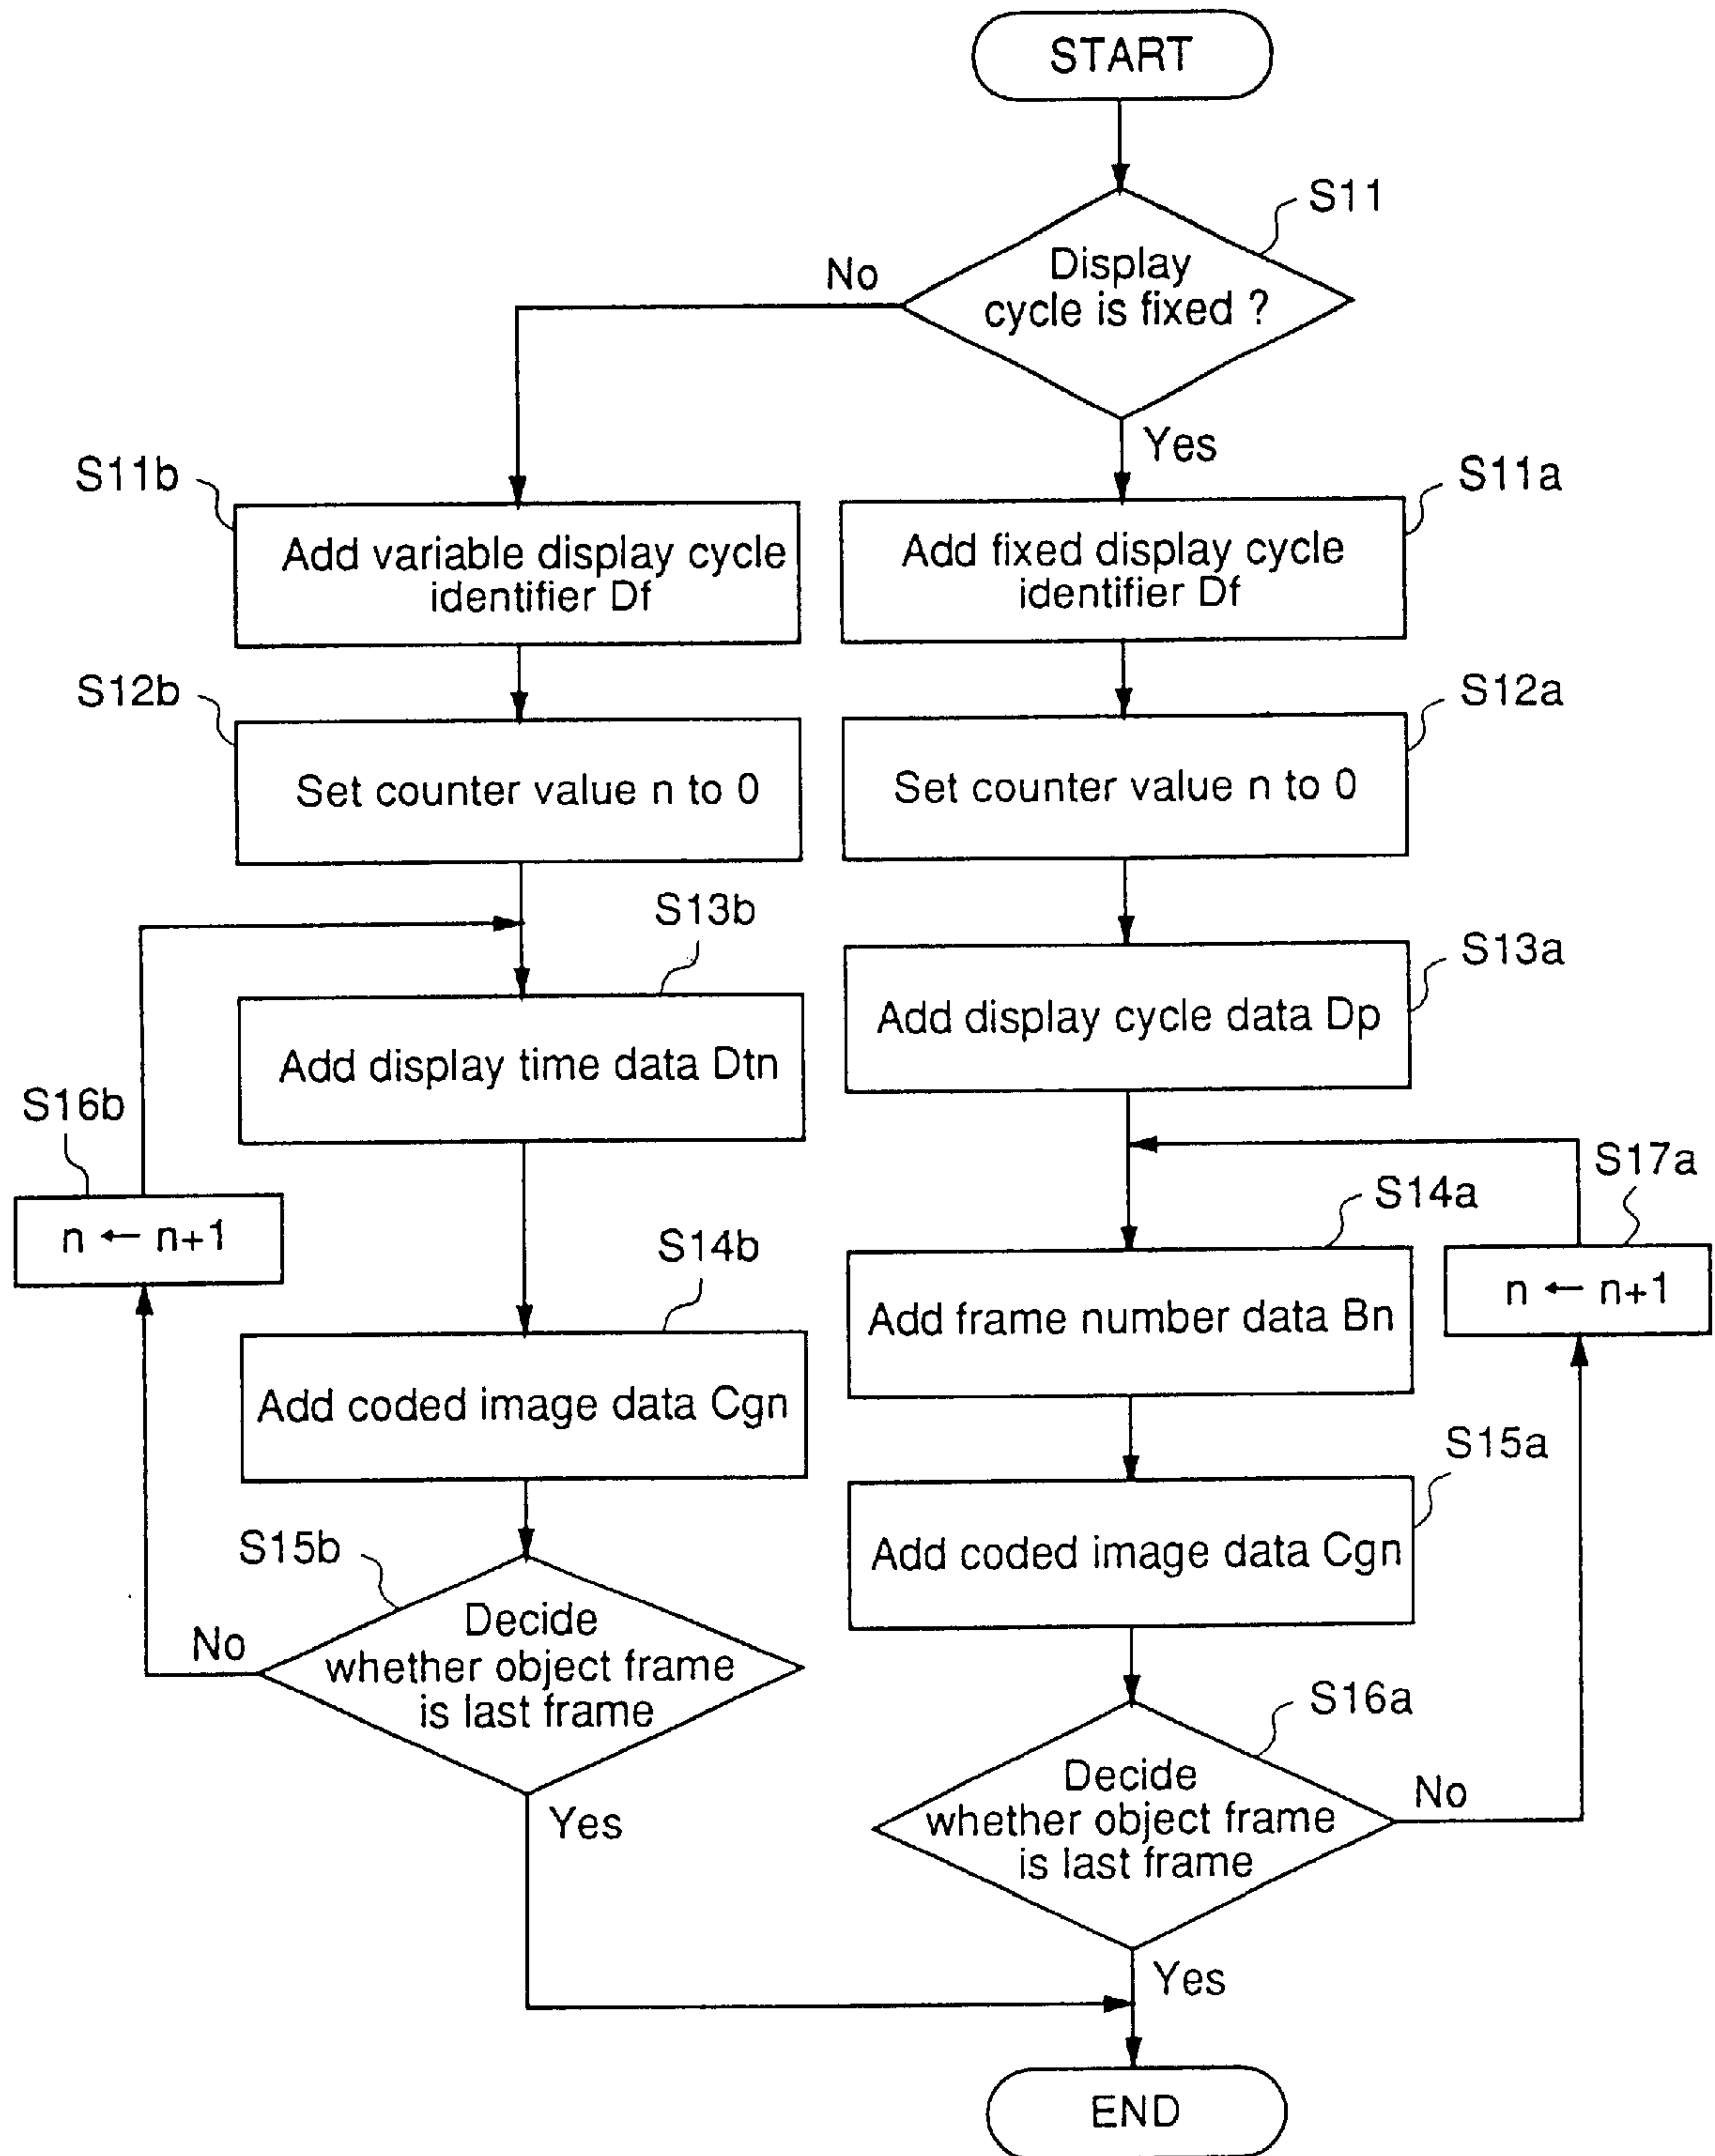 START
S11
Display
cycle is fixed ?
No
Yes
S11b
S11a
Add variable display cycle
identifier Df
Add fixed display cycle
identifier Df
S12b
S12a
Set counter value n to 0
Set counter value n to 0
S13b
S13a
Add display cycle data Dp
Add display time data Dtn
S16b
n ← n+1
S17a
S14a
n ← n+1
Add frame number data Bn
S14b
Add coded image data Cgn
S15a
Add coded image data Cgn
S15b
Decide
whether object frame
is last frame
No
Yes
S16a
Decide
whether object frame
is last frame
No
Yes
END